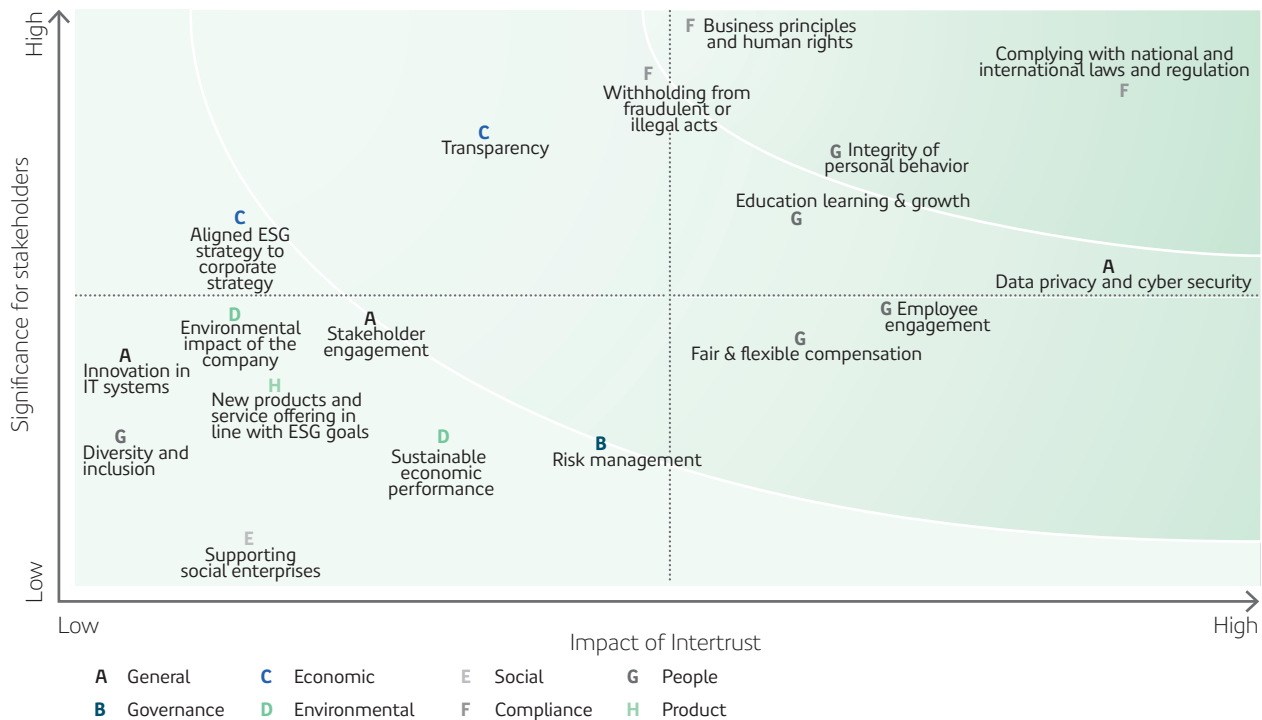 High
Significance for stakeholders
Low
F Business principles
and human rights
Complying with national and
international laws and regulation
F
F
Withholding from
fraudulent or
illegal acts
C
Transparency
G Integrity of
personal behavior
Education learning & growth
G
C
Aligned ESG
strategy to
corporate
strategy
A
Data privacy and cyber security
D
Environmental
impact of the
company
A
Stakeholder
engagement
G Employee
engagement
G
Fair & flexible compensation
A
Innovation in
IT systems
H
New products and
service offering in
line with ESG goals
G
Diversity and
inclusion
D
Sustainable
economic
performance
B
Risk management
E
Supporting
social enterprises
Low
High
Impact of Intertrust
A General
C Economic
E Social
G People
B Governance
D Environmental
F Compliance
H Product